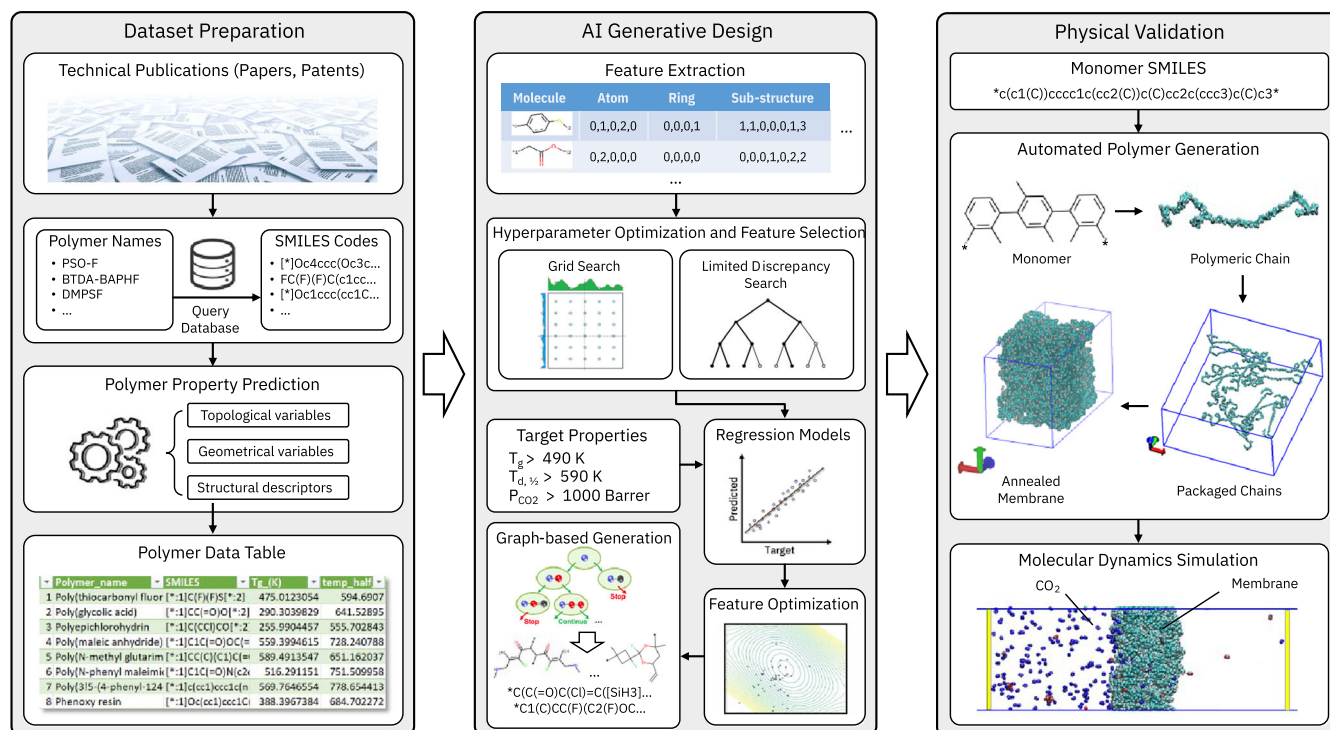 Dataset Preparation
Technical Publications (Papers, Patents)
Polymer Names
• PSO-F
• BTDA-BAPHF
• DMPSF
• ...
Query
Database
SMILES Codes
• [*]Oc4ccc(Oc3c...
• FC(F)(F)C(c1cc...
• [*]Oc1ccc(cc1C...
• ...
Polymer Property Prediction
Topological variables
Geometrical variables
Structural descriptors
Polymer Data Table
Polymer_name SMILES Tg_(K) temp_half
1 Poly(thiocarbonyl fluor [*:1]C(F)(F)S[*:2] 475.0123054 594.6907
2 Poly(glycolic acid) [*:1]CC(=O)O[*:2] 290.3039829 641.52895
3 Polyepichlorohydrin [*:1]C(CCl)CO[*:2 255.9904457 555.702843
4 Poly(maleic anhydride) [*:1]C1C(=O)OC(= 559.3994615 728.240788
5 Poly(N-methyl glutarim [*:1]CC(C)(C1)C(= 589.4913547 651.162037
6 Poly(N-phenyl maleimi [*:1]C1C(=O)N(c2 516.291151 751.509958
7 Poly(3!5-(4-phenyl-124 [*:1]c(cc1)ccc1c(n 569.7646554 778.654413
8 Phenoxy resin [*:1]Oc(cc1)ccc1C( 388.3967384 684.702272
AI Generative Design
Feature Extraction
Molecule Atom Ring Sub-structure
0,1,0,2,0 0,0,0,1 1,1,0,0,0,1,3
...
0,2,0,0,0 0,0,0,0 0,0,0,1,0,2,2
...
Hyperparameter Optimization and Feature Selection
Grid Search
Limited Discrepancy
Search
Target Properties
Tg > 490 K
Td, ½ > 590 K
PCO2 > 1000 Barrer
Regression Models
Predicted
Target
Graph-based Generation
Stop
Stop
Continue
...
*C(C(=O)C(Cl)=C([SiH3]...
*C1(C)CC(F)(C2(F)OC...
Feature Optimization
Physical Validation
Monomer SMILES
*c(c1(C))cccc1c(cc2(C))c(C)cc2c(ccc3)c(C)c3*
Automated Polymer Generation
* *
Monomer
Polymeric Chain
Annealed
Membrane
Packaged Chains
Molecular Dynamics Simulation
CO2
Membrane